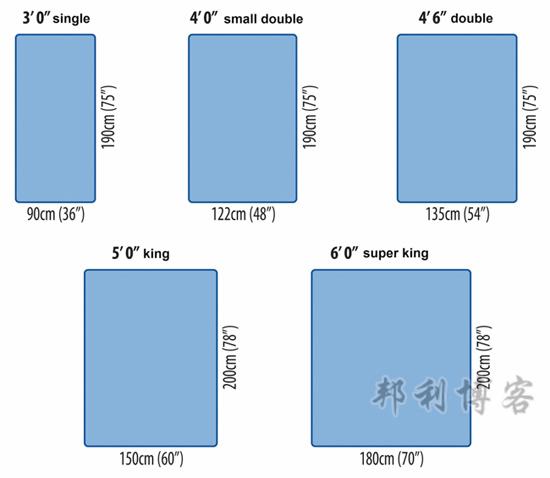 3′ 0″ single
4′ 0″ small double
4′ 6″ double
190cm (75″)
190cm (75″)
190cm (75″)
90cm (36″)
122cm (48″)
135cm (54″)
5′ 0″ king
6′ 0″ super king
200cm (78″)
200cm (78″)
邦利博客
150cm (60″)
180cm (70″)